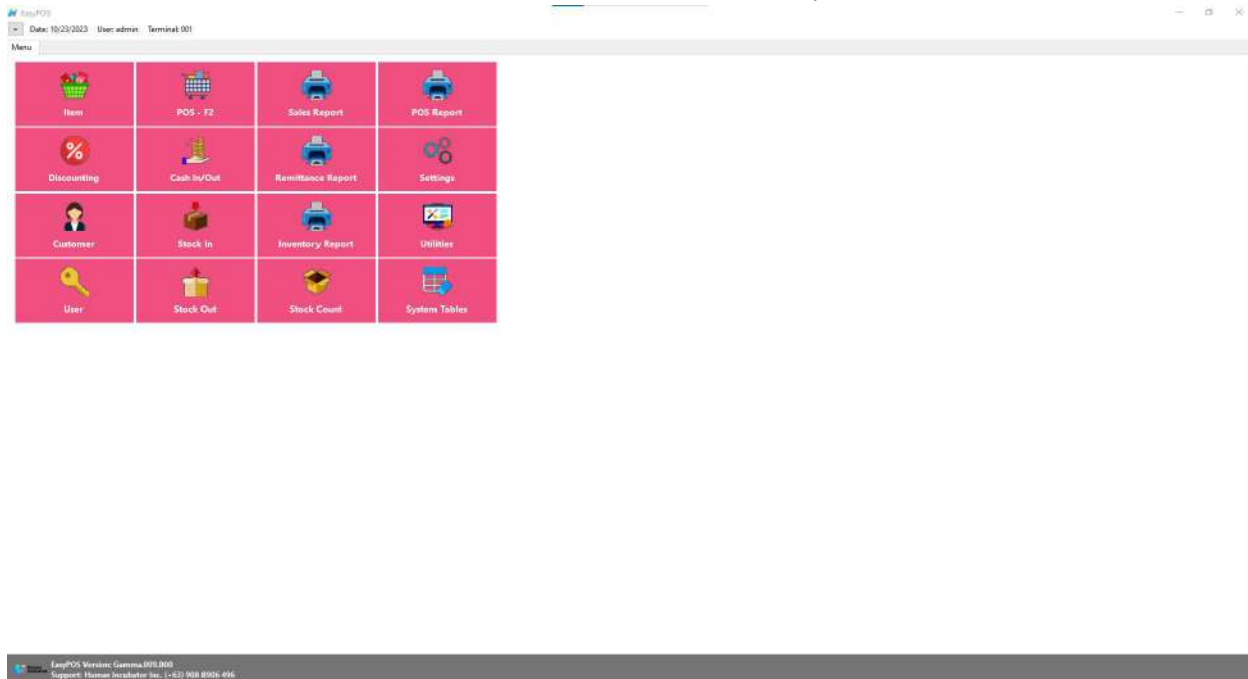 EasyPOS
Date: 10/23/2023 User: admin Terminal: 001
Menu
Item POS - F2 Sales Report POS Report
Discounting Cash In/Out Remittance Report Settings
Customer Stock In Inventory Report Utilities
User Stock Out Stock Count System Tables
EasyPOS Version: Gamma.009.000
Support: Human Incubator Inc. (+63) 908 8906 496